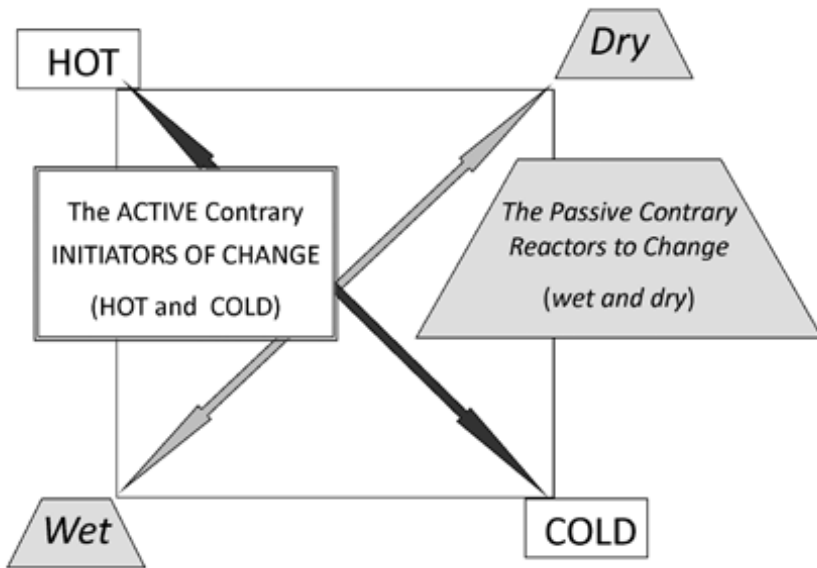 HOT
Dry
The ACTIVE Contrary
INITIATORS OF CHANGE
(HOT and COLD)
The Passive Contrary
Reactors to Change
(wet and dry)
Wet
COLD